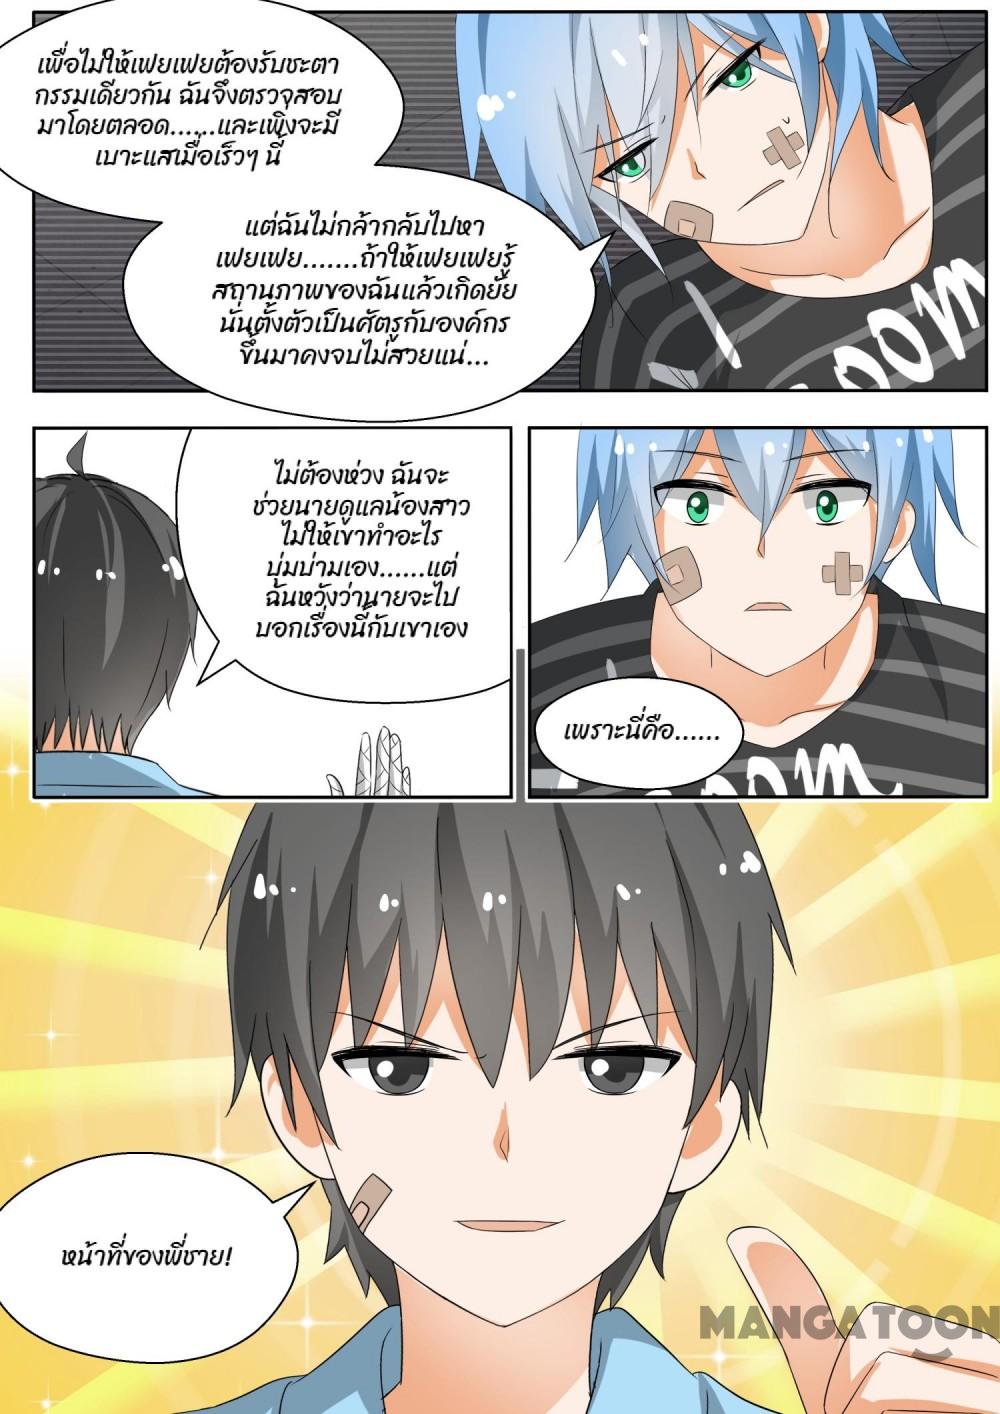 เพื่อไม่ให้เฟยเฟยต้องรับชะตา
กรรมเดียวกัน ฉันจึงตรวจสอบ
มาโดยตลอด......และเพิ่งจะมี
เบาะแสเมื่อเร็วๆ นี้
แต่ฉันไม่กล้ากลับไปหา
เฟยเฟย.......ถ้าให้เฟยเฟยรู้
สถานภาพของฉันแล้วเกิดยัย
นั่นตั้งตัวเป็นศัตรูกับองค์กร
ขึ้นมาคงจบไม่สวยแน่...
ไม่ต้องห่วง ฉันจะ
ช่วยนายดูแลน้องสาว
ไม่ให้เขาทำอะไร
บุ่มบ่ามเอง......แต่
ฉันหวังว่านายจะไป
บอกเรื่องนี้กับเขาเอง
เพราะนี่คือ......
หน้าที่ของพี่ชาย!
MANGATOON